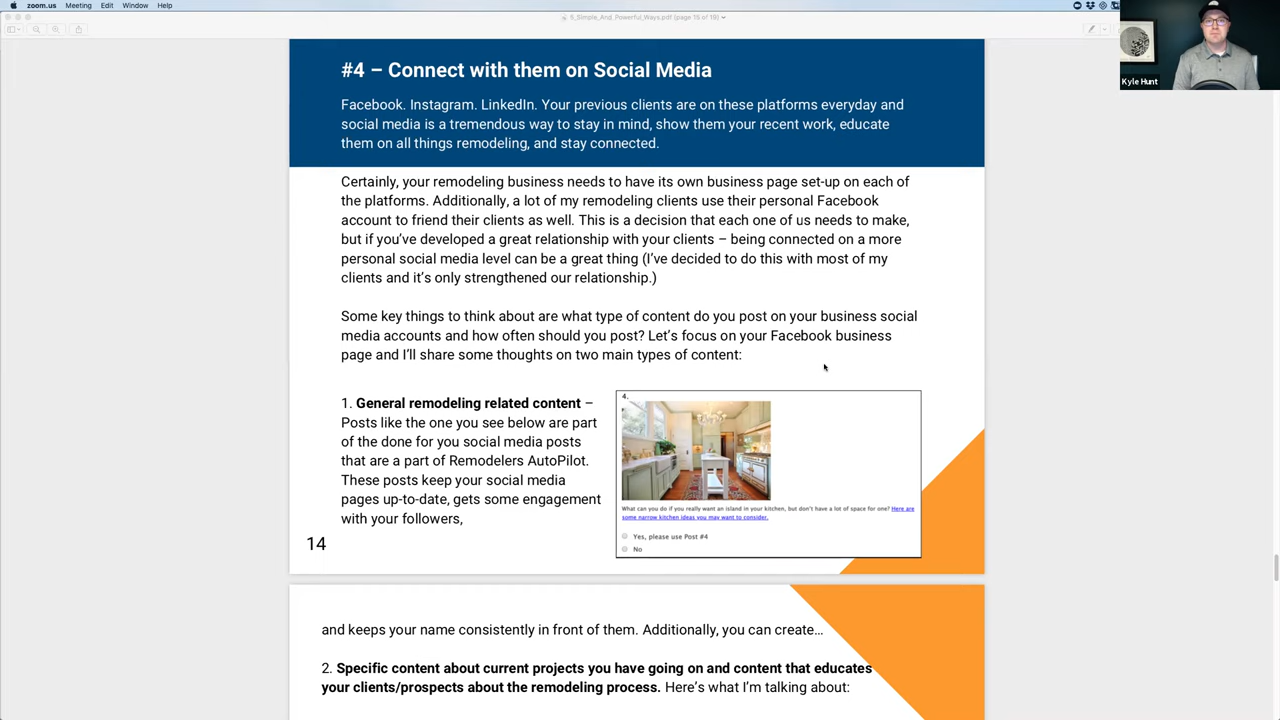 zoom.us Meeting Edit Window Help
5_Simple_And_Powerful_Ways.pdf (page 15 of 19)
Kyle Hunt
#4 – Connect with them on Social Media
Facebook. Instagram. LinkedIn. Your previous clients are on these platforms everyday and
social media is a tremendous way to stay in mind, show them your recent work, educate
them on all things remodeling, and stay connected.
Certainly, your remodeling business needs to have its own business page set-up on each of
the platforms. Additionally, a lot of my remodeling clients use their personal Facebook
account to friend their clients as well. This is a decision that each one of us needs to make,
but if you've developed a great relationship with your clients – being connected on a more
personal social media level can be a great thing (I've decided to do this with most of my
clients and it's only strengthened our relationship.)
Some key things to think about are what type of content do you post on your business social
media accounts and how often should you post? Let's focus on your Facebook business
page and I'll share some thoughts on two main types of content:
1. General remodeling related content –
Posts like the one you see below are part
of the done for you social media posts
that are a part of Remodelers AutoPilot.
These posts keep your social media
pages up-to-date, gets some engagement
with your followers,
4.
What can you do if you really want an island in your kitchen, but don't have a lot of space for one? Here are
some narrow kitchen ideas you may want to consider.
Yes, please use Post #4
No
14
and keeps your name consistently in front of them. Additionally, you can create…
2. Specific content about current projects you have going on and content that educates
your clients/prospects about the remodeling process. Here's what I'm talking about: